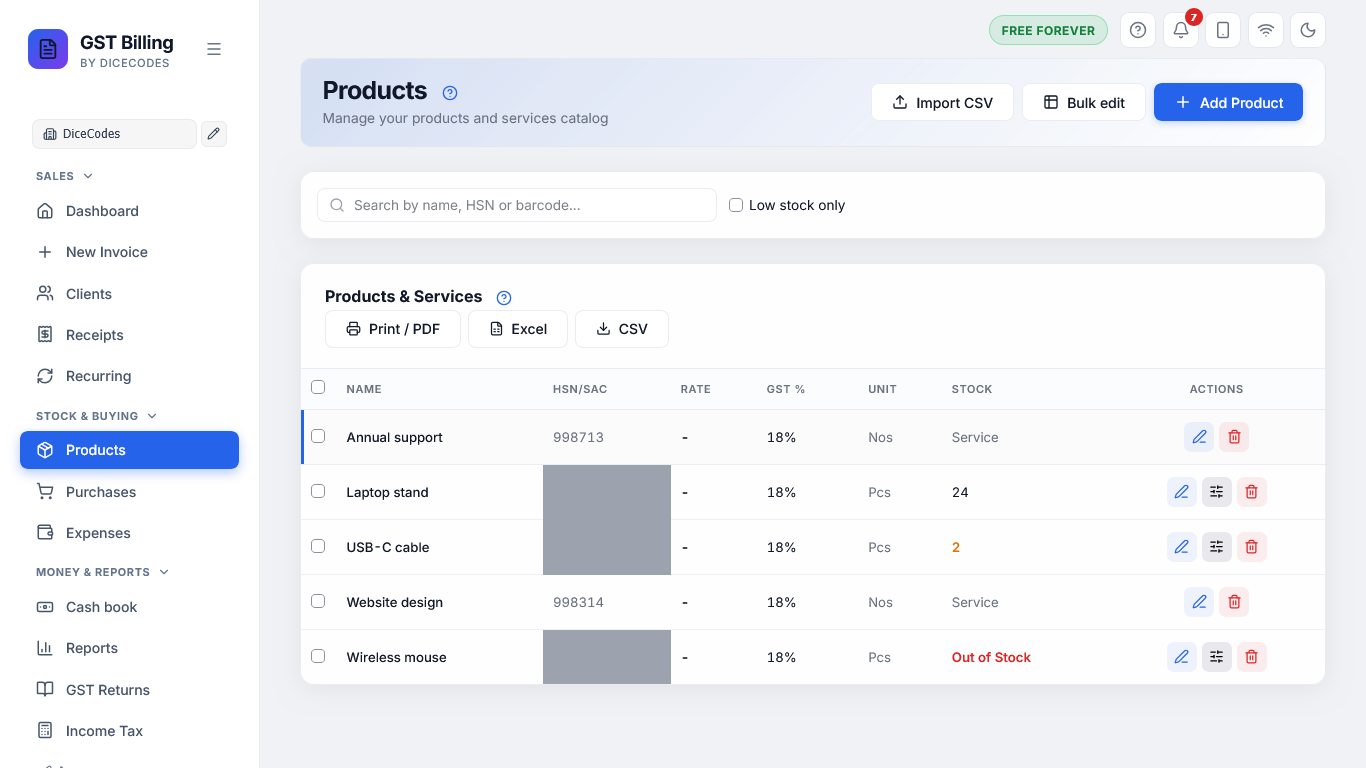 GST Billing
BY DICECODES
DiceCodes
SALES
Dashboard
New Invoice
Clients
Receipts
Recurring
STOCK & BUYING
Products
Purchases
Expenses
MONEY & REPORTS
Cash book
Reports
GST Returns
Income Tax
FREE FOREVER
7
Products
Manage your products and services catalog
Import CSV
Bulk edit
Add Product
Search by name, HSN or barcode...
Low stock only
Products & Services
Print / PDF
Excel
CSV
NAME HSN/SAC RATE GST % UNIT STOCK ACTIONS
Annual support 998713 - 18% Nos Service
Laptop stand - 18% Pcs 24
USB-C cable - 18% Pcs 2
Website design 998314 - 18% Nos Service
Wireless mouse - 18% Pcs Out of Stock